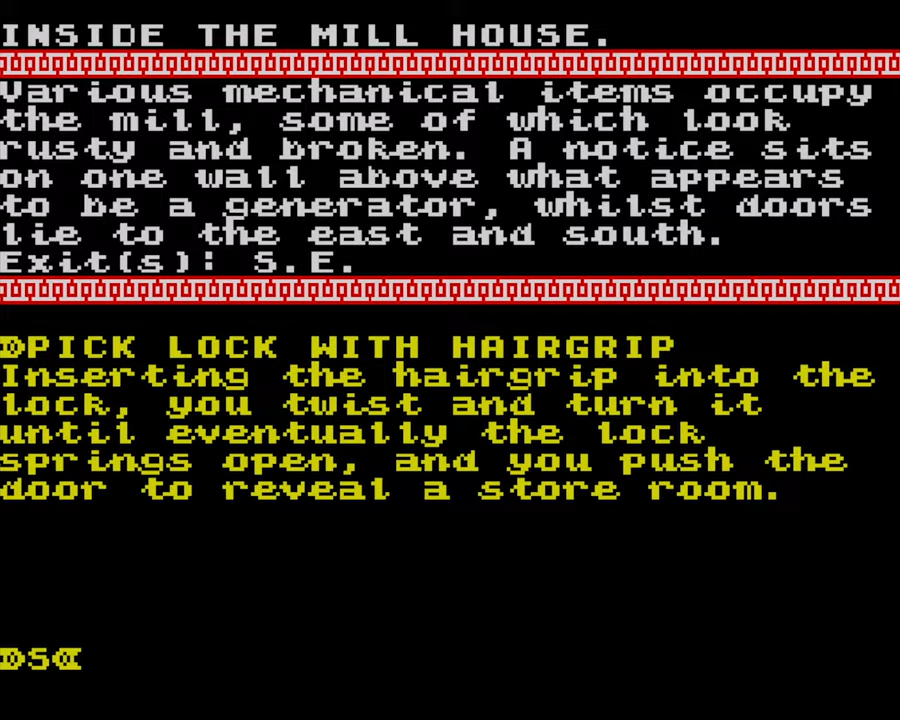 INSIDE THE MILL HOUSE.
Various mechanical items occupy
the mill, some of which look
rusty and broken. A notice sits
on one wall above what appears
to be a generator, whilst doors
lie to the east and south.
Exit(s): S.E.
PICK LOCK WITH HAIRGRIP
Inserting the hairgrip into the
lock, you twist and turn it
until eventually the lock
springs open, and you push the
door to reveal a store room.
S